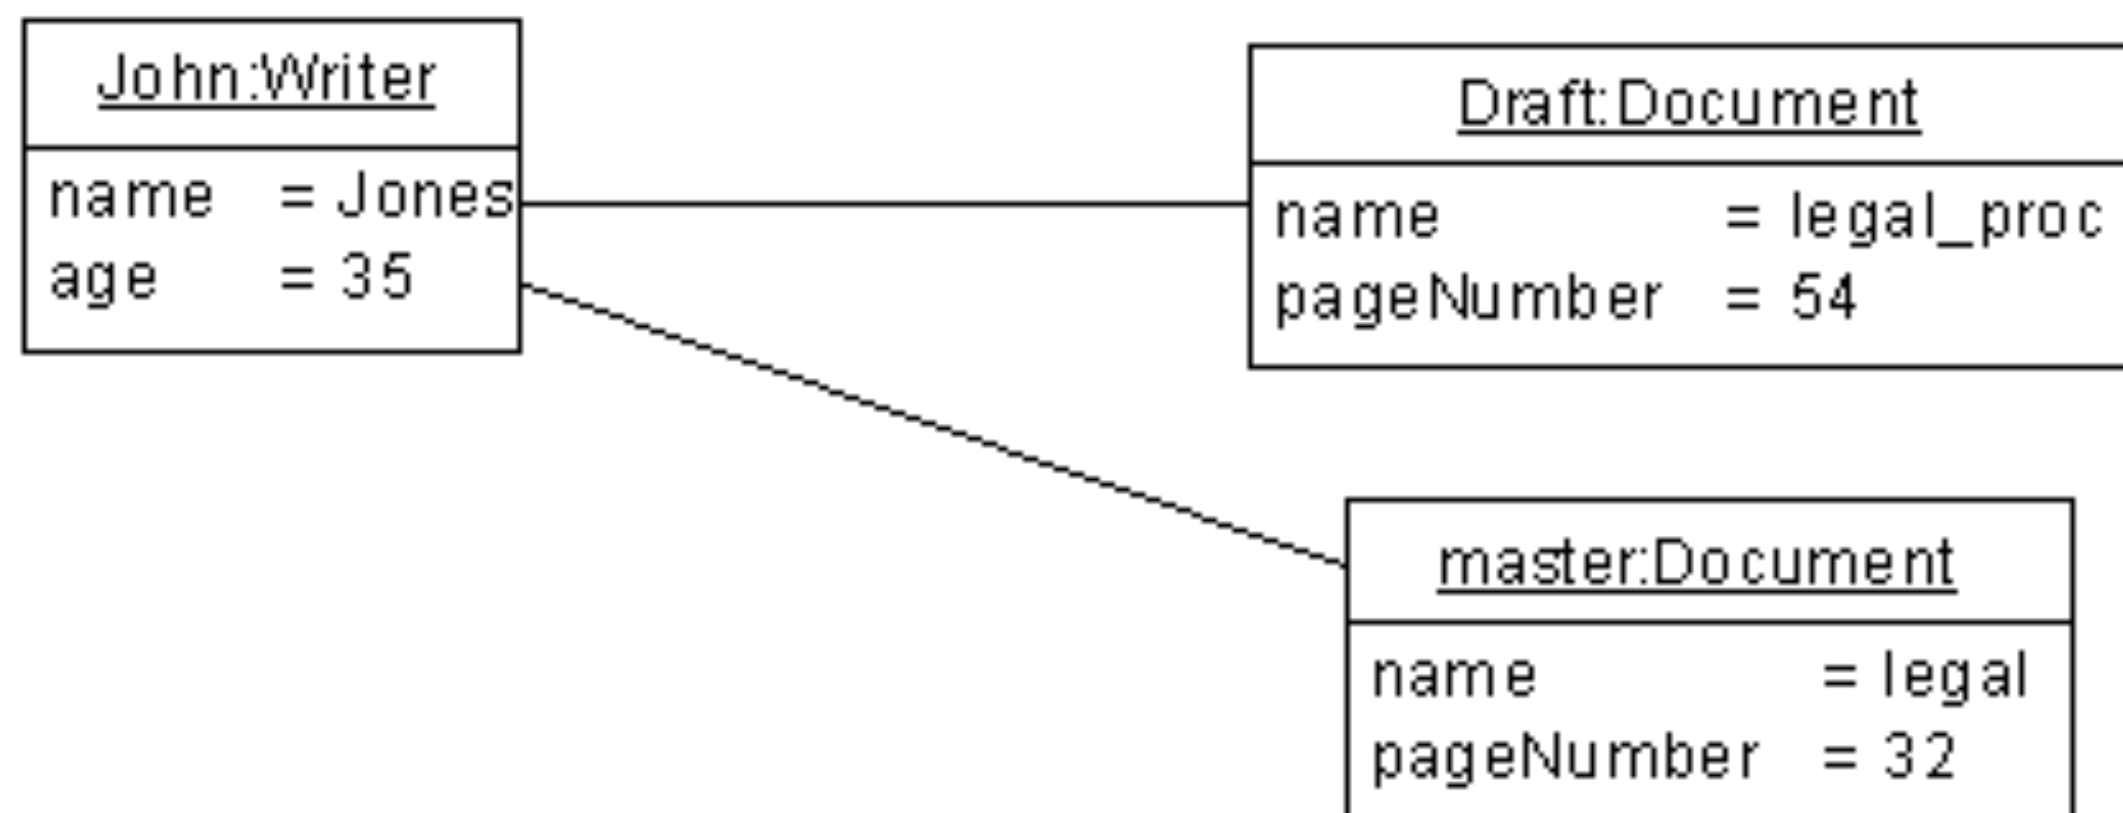 John:Writer
name = Jones
age = 35
Draft:Document
name = legal_proc
pageNumber = 54
master:Document
name = legal
pageNumber = 32